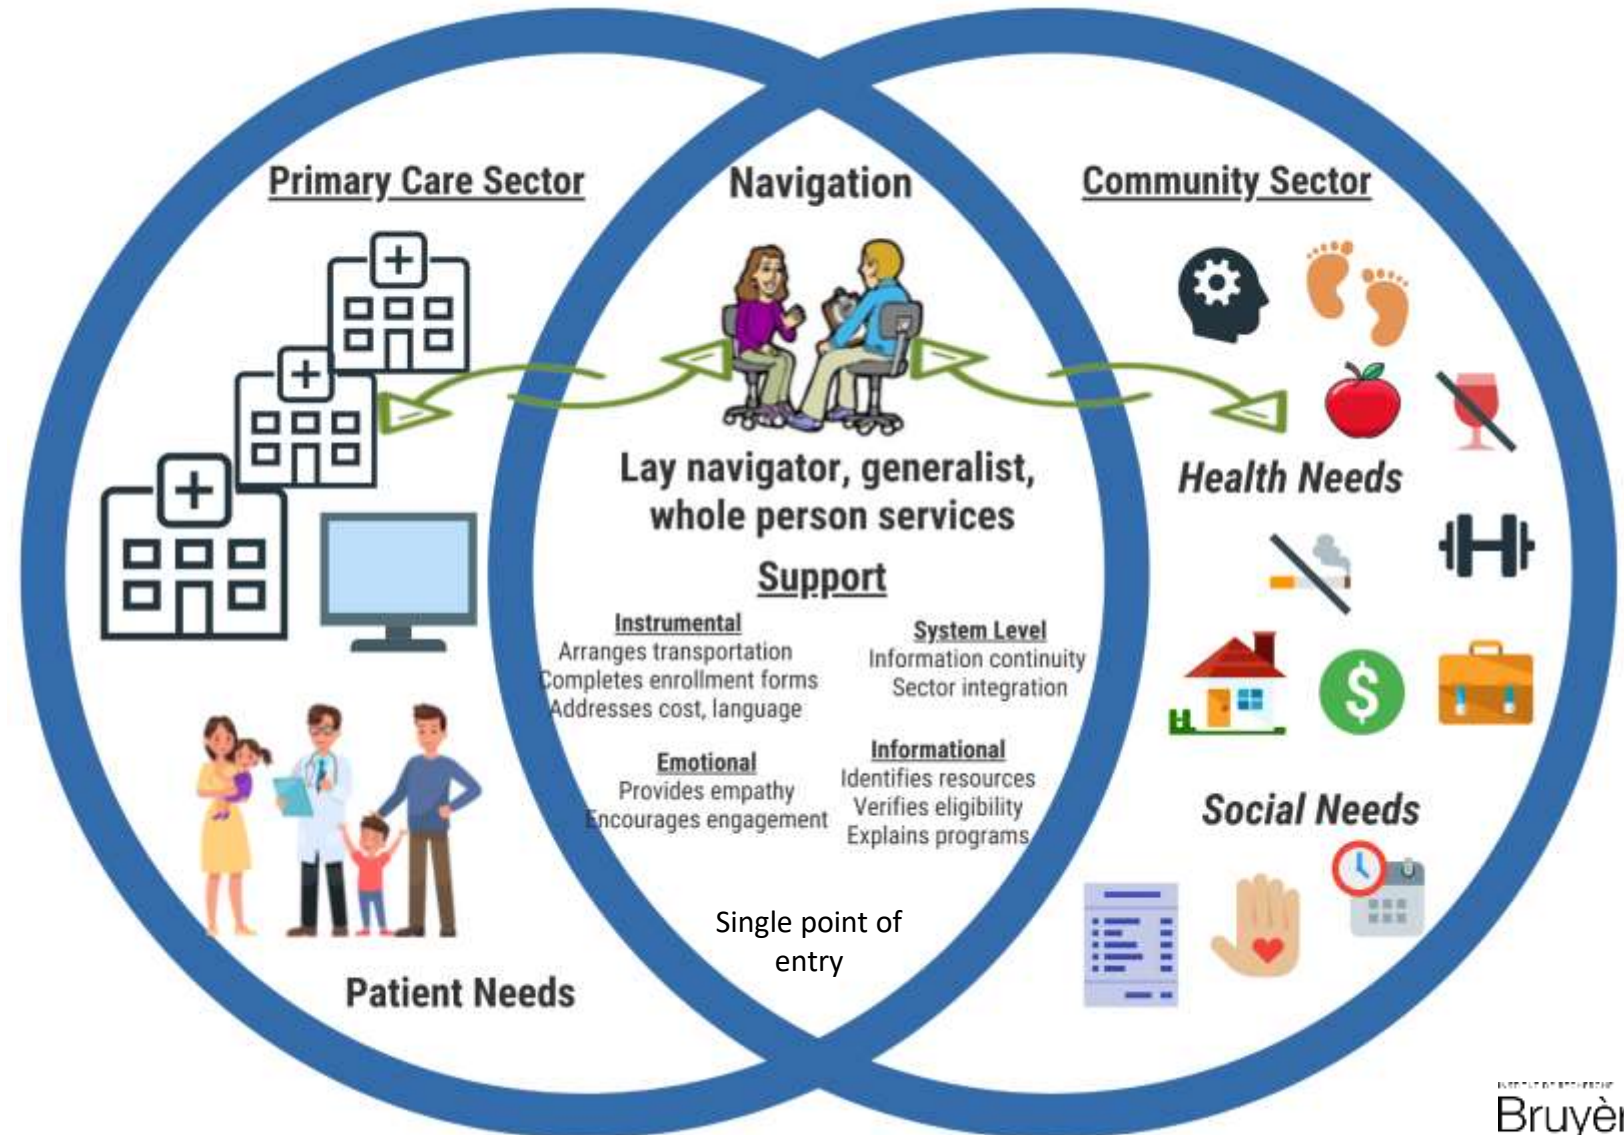 Primary Care Sector
Navigation
Community Sector
Lay navigator, generalist,
whole person services
Support
Instrumental
Arranges transportation
Completes enrollment forms
Addresses cost, language
System Level
Information continuity
Sector integration
Emotional
Provides empathy
Encourages engagement
Informational
Identifies resources
Verifies eligibility
Explains programs
Single point of
entry
Patient Needs
Health Needs
Social Needs